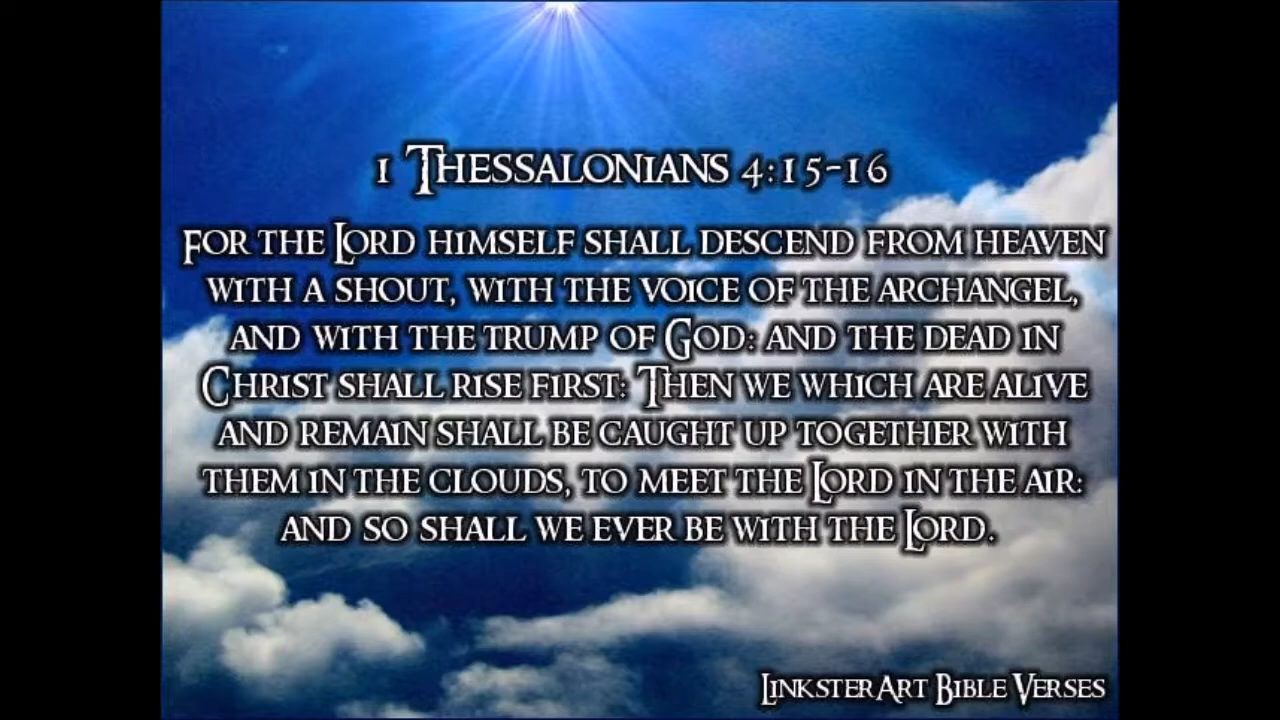 1 Thessalonians 4:15-16
For the Lord Himself shall descend from heaven
with a shout, with the voice of the archangel,
and with the trump of God: and the dead in
Christ shall rise first: Then we which are alive
and remain shall be caught up together with
them in the clouds, to meet the Lord in the air:
and so shall we ever be with the Lord.
LinksterArt Bible Verses